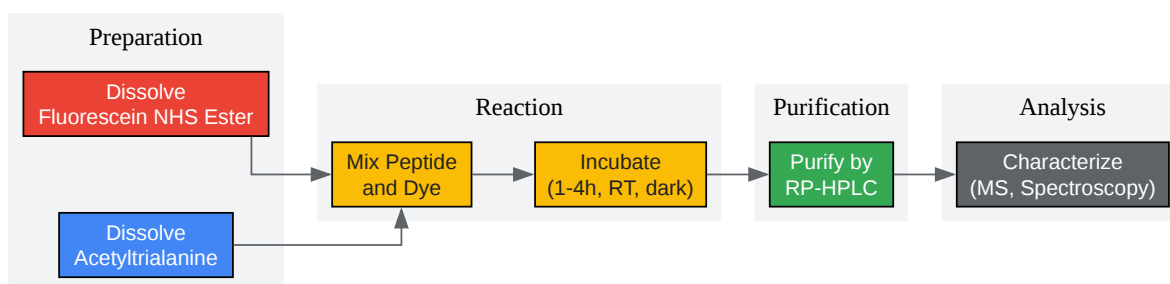 Preparation
Dissolve
Fluorescein NHS Ester
Dissolve
Acetyltrialanine
Reaction
Mix Peptide
and Dye
Incubate
(1-4h, RT, dark)
Purification
Purify by
RP-HPLC
Analysis
Characterize
(MS, Spectroscopy)